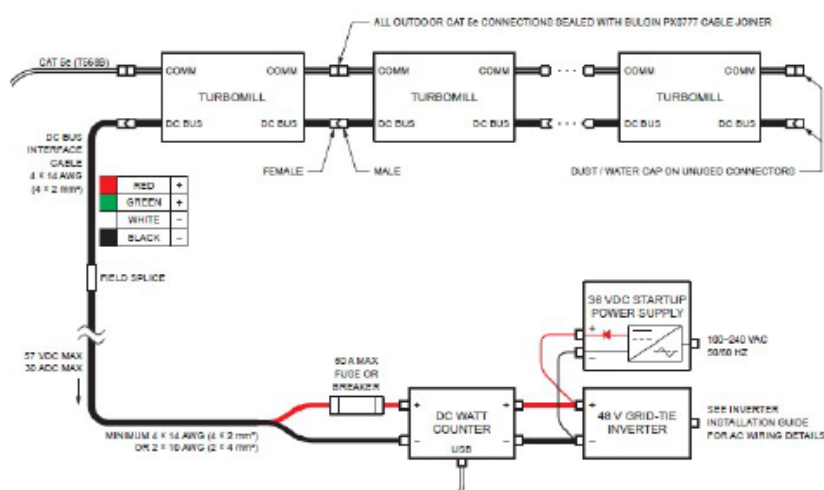 ALL OUTDOOR CAT 5e CONNECTIONS SEALED WITH BULGIN PX0777 CABLE JOINER
CAT 5e (T568B)
COMM COMM
TURBOMILL
DC BUS DC BUS
COMM COMM
TURBOMILL
DC BUS DC BUS
COMM COMM
TURBOMILL
DC BUS DC BUS
DC BUS
INTERFACE
CABLE
4 × 14 AWG
(4 × 2 mm²)
FEMALE
MALE
DUST / WATER CAP ON UNUSED CONNECTORS
RED +
GREEN +
WHITE −
BLACK −
FIELD SPLICE
57 VDC MAX
30 ADC MAX
MINIMUM 4 × 14 AWG (4 × 2 mm²)
OR 2 × 10 AWG (2 × 4 mm²)
60 A MAX
FUSE OR
BREAKER
+ +
DC WATT
COUNTER
− −
USB
36 VDC STARTUP
POWER SUPPLY
+
−
100–240 VAC
50/60 HZ
+
48 V GRID-TIE
INVERTER
−
SEE INVERTER
INSTALLATION GUIDE
FOR AC WIRING DETAILS